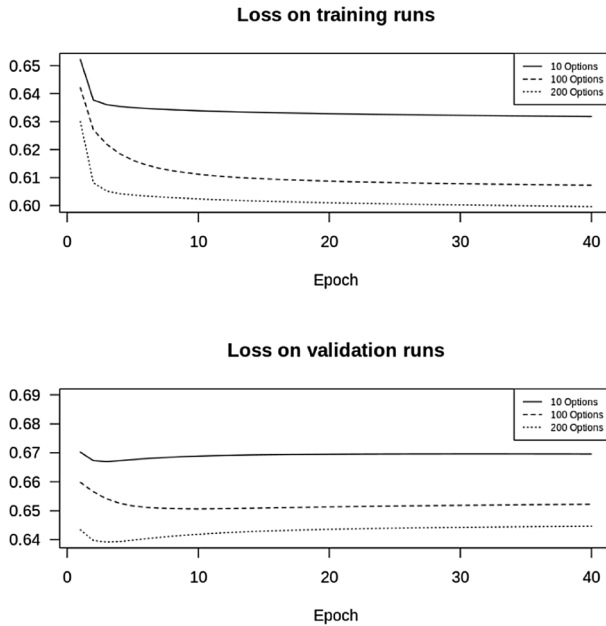 Loss on training runs
0.65
0.64
0.63
0.62
0.61
0.60
10 Options
100 Options
200 Options
0 10 20 30 40
Epoch
Loss on validation runs
0.69
0.68
0.67
0.66
0.65
0.64
10 Options
100 Options
200 Options
0 10 20 30 40
Epoch